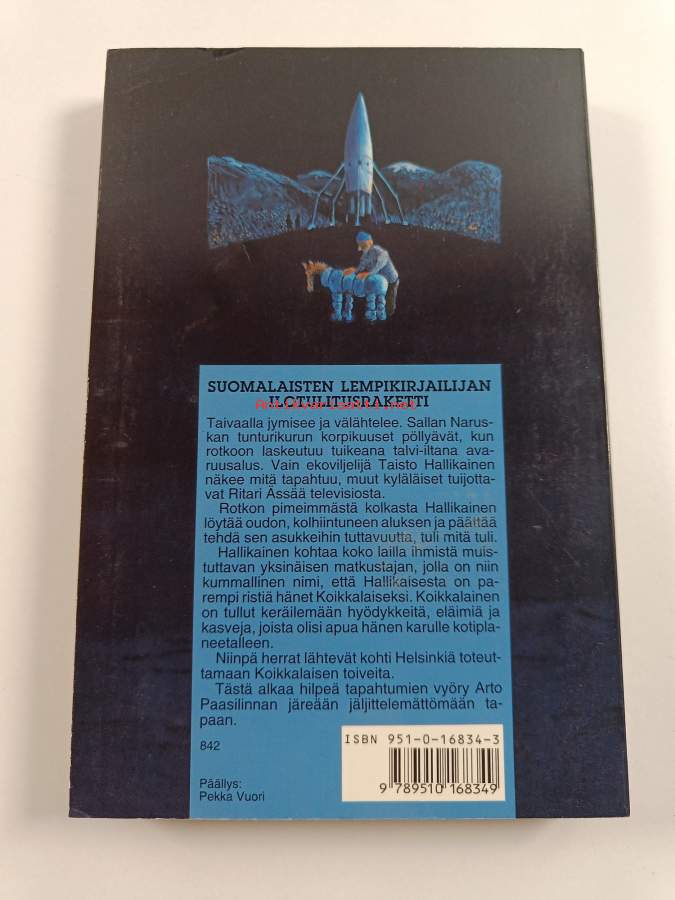 SUOMALAISTEN LEMPIKIRJAILIJAN
ILOTULITUSRAKETTI
Antikvariaatti.net
Taivaalla jymisee ja välähtelee. Sallan Narus-
kan tunturikurun korpikuuset pöllyävät, kun
rotkoon laskeutuu tuikeana talvi-iltana ava-
ruusalus. Vain ekoviljelijä Taisto Hallikainen
näkee mitä tapahtuu, muut kyläläiset tuijotta-
vat Ritari Ässää televisiosta.
Rotkon pimeimmästä kolkasta Hallikainen
löytää oudon, kolhiintuneen aluksen ja päättää
tehdä sen asukkeihin tuttavuutta, tuli mitä tuli.
Hallikainen kohtaa koko lailla ihmistä muis-
tuttavan yksinäisen matkustajan, jolla on niin
kummallinen nimi, että Hallikaisesta on pa-
rempi ristiä hänet Koikkalaiseksi. Koikkalainen
on tullut keräilemään hyödykkeitä, eläimiä ja
kasveja, joista olisi apua hänen karulle kotipla-
neetalleen.
Niinpä herrat lähtevät kohti Helsinkiä toteut-
tamaan Koikkalaisen toiveita.
Tästä alkaa hilpeä tapahtumien vyöry Arto
Paasilinnan järeään jäljittelemättömään ta-
paan.
842
ISBN 951-0-16834-3
9 789510 168349
Päällys:
Pekka Vuori